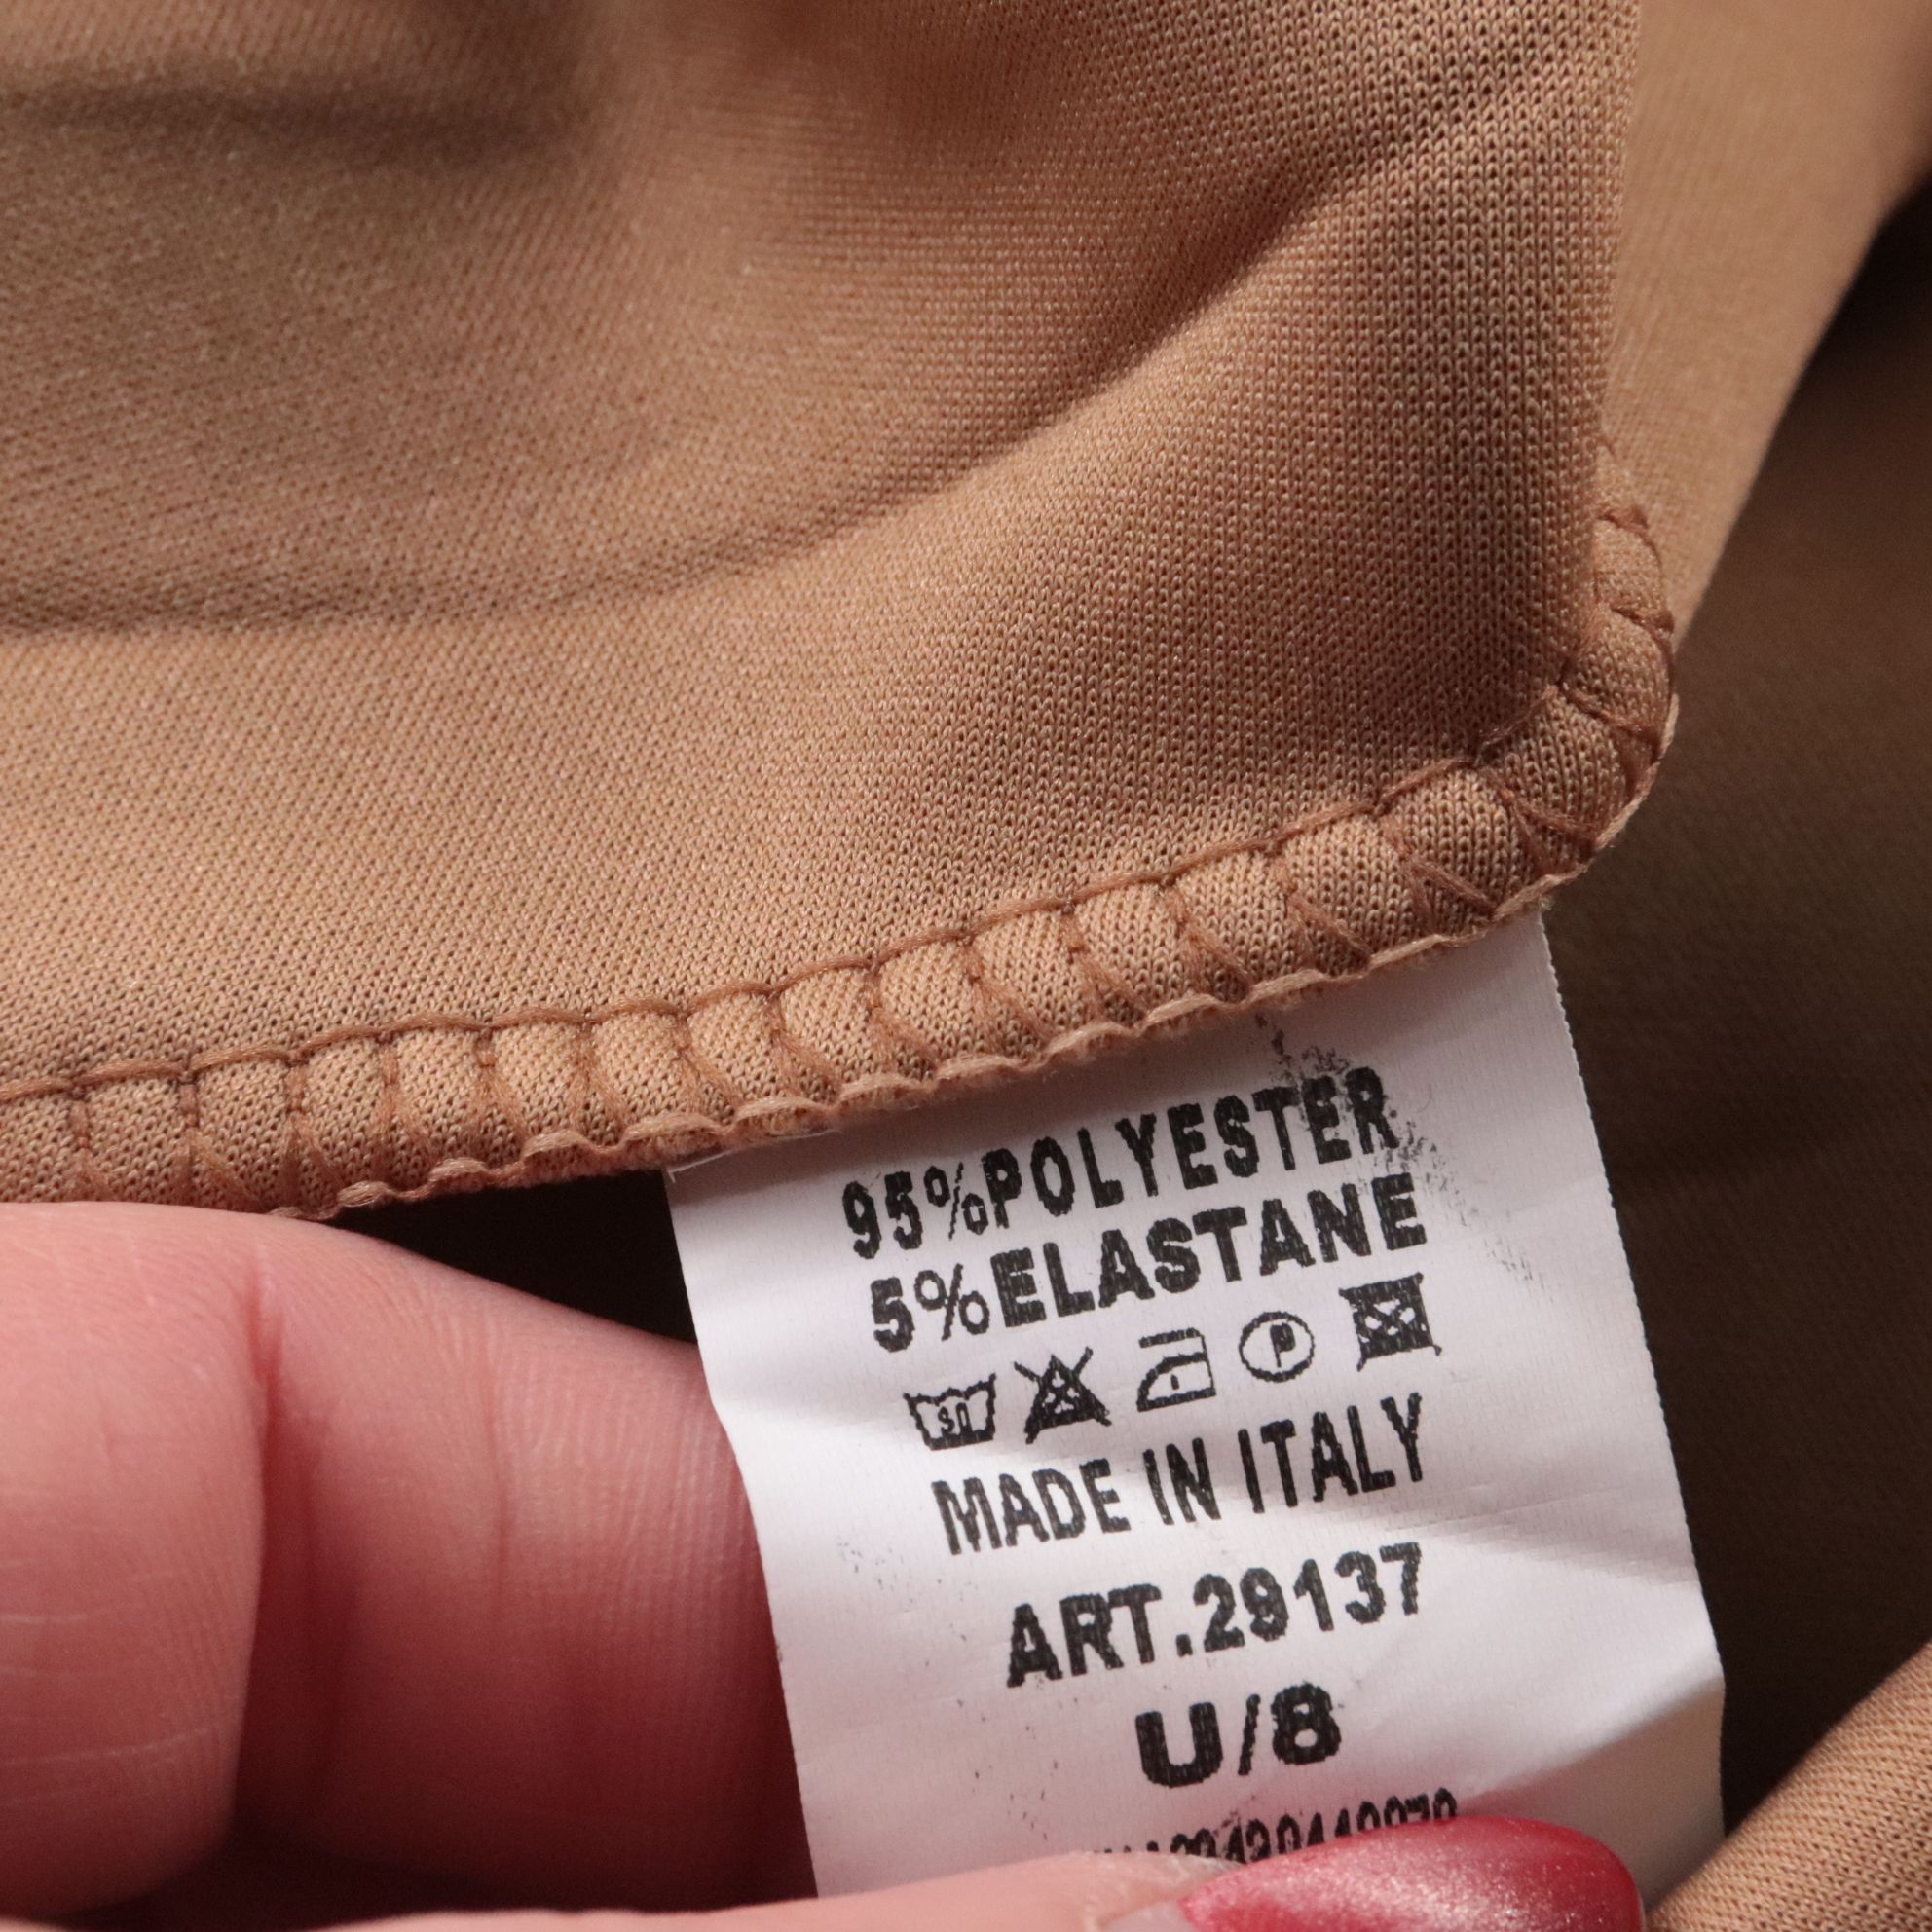 95%POLYESTER
5%ELASTANE
P
MADE IN ITALY
ART.29137
U/8